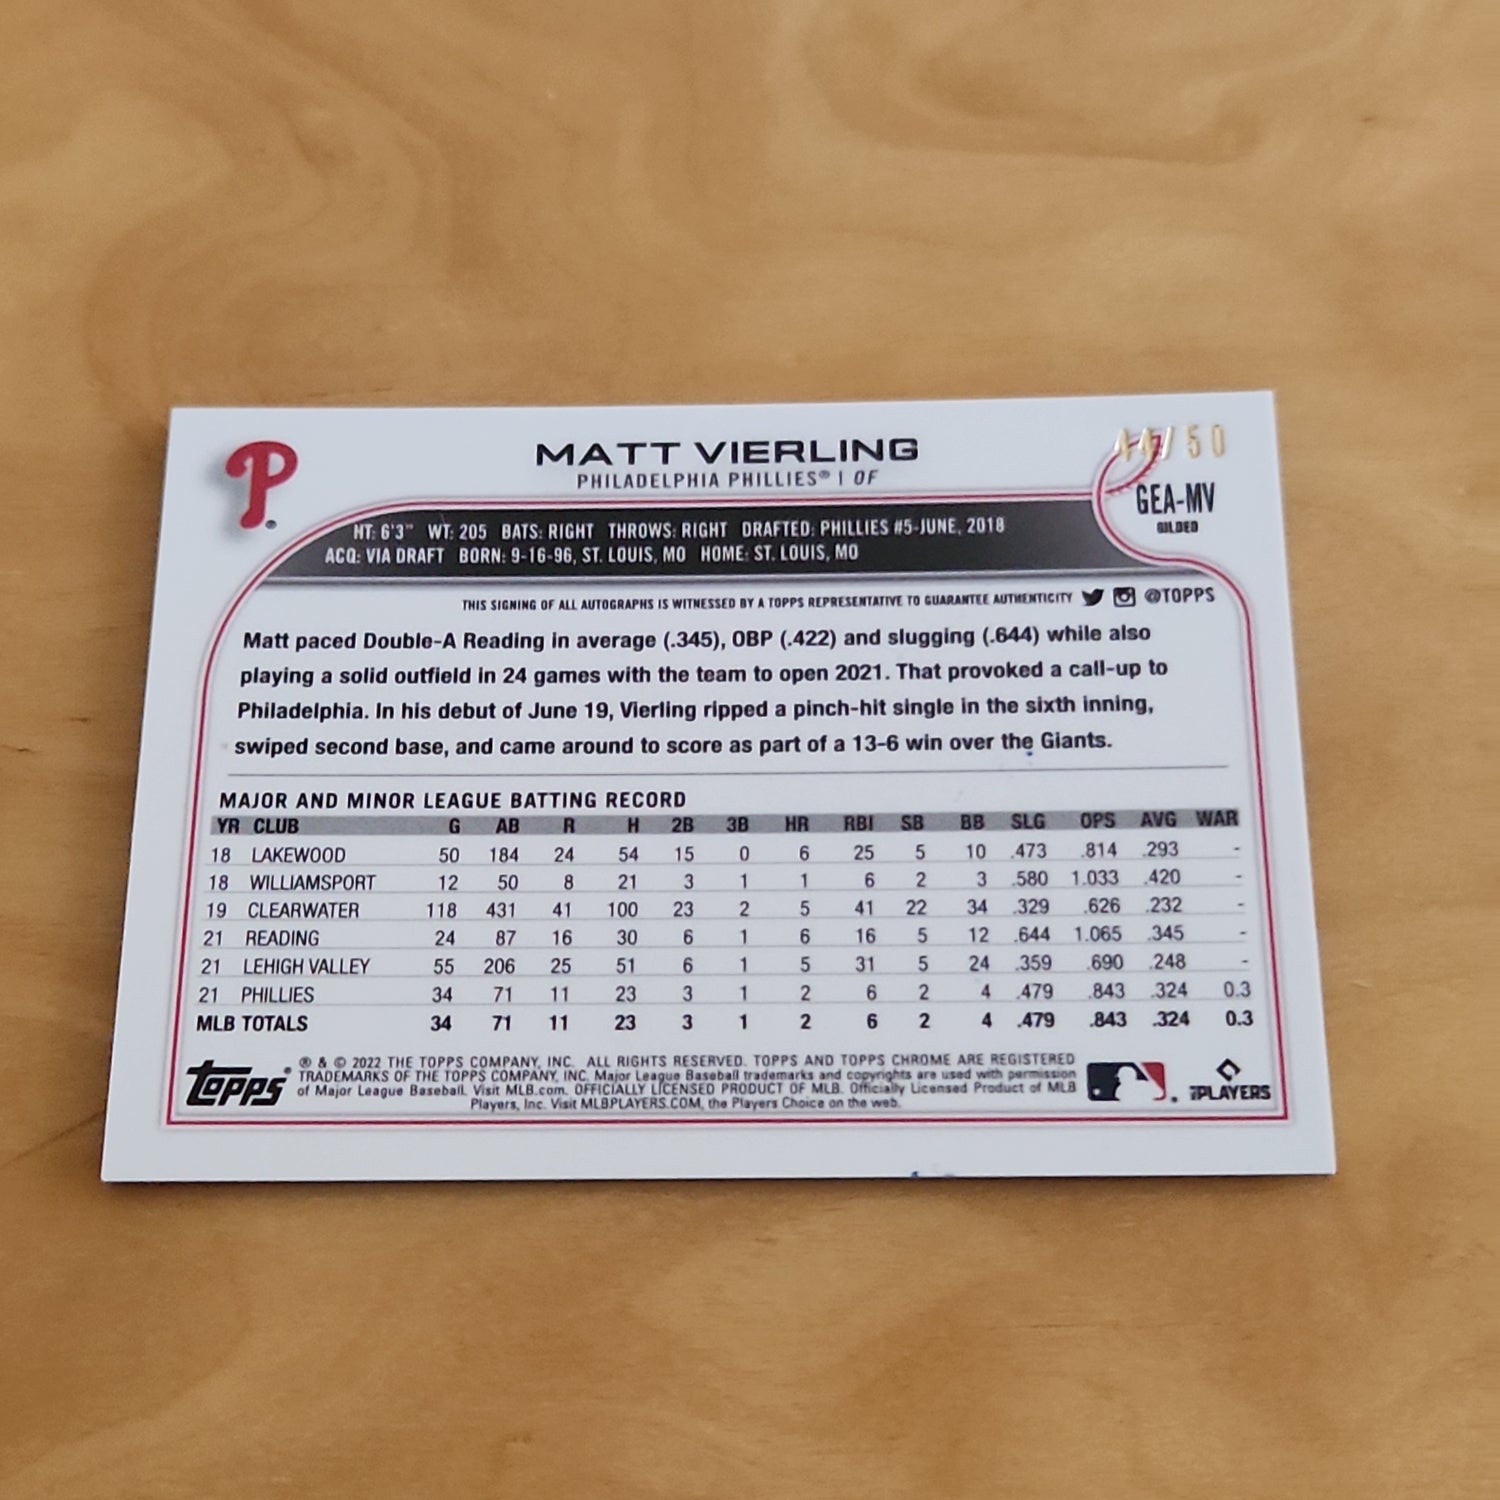 P
MATT VIERLING
44/50
PHILADELPHIA PHILLIES® | OF
GEA-MV
GILDED
HT: 6'3" WT: 205 BATS: RIGHT THROWS: RIGHT DRAFTED: PHILLIES #5-JUNE, 2018
ACQ: VIA DRAFT BORN: 9-16-96, ST. LOUIS, MO HOME: ST. LOUIS, MO
THIS SIGNING OF ALL AUTOGRAPHS IS WITNESSED BY A TOPPS REPRESENTATIVE TO GUARANTEE AUTHENTICITY @TOPPS
Matt paced Double-A Reading in average (.345), OBP (.422) and slugging (.644) while also
playing a solid outfield in 24 games with the team to open 2021. That provoked a call-up to
Philadelphia. In his debut of June 19, Vierling ripped a pinch-hit single in the sixth inning,
swiped second base, and came around to score as part of a 13-6 win over the Giants.
MAJOR AND MINOR LEAGUE BATTING RECORD
YR CLUB G AB R H 2B 3B HR RBI SB BB SLG OPS AVG WAR
18 LAKEWOOD 50 184 24 54 15 0 6 25 5 10 .473 .814 .293 -
18 WILLIAMSPORT 12 50 8 21 3 1 1 6 2 3 .580 1.033 .420 -
19 CLEARWATER 118 431 41 100 23 2 5 41 22 34 .329 .626 .232 -
21 READING 24 87 16 30 6 1 6 16 5 12 .644 1.065 .345 -
21 LEHIGH VALLEY 55 206 25 51 6 1 5 31 5 24 .359 .690 .248 -
21 PHILLIES 34 71 11 23 3 1 2 6 2 4 .479 .843 .324 0.3
MLB TOTALS 34 71 11 23 3 1 2 6 2 4 .479 .843 .324 0.3
topps®
® & © 2022 THE TOPPS COMPANY, INC. ALL RIGHTS RESERVED. TOPPS AND TOPPS CHROME ARE REGISTERED
TRADEMARKS OF THE TOPPS COMPANY, INC. Major League Baseball trademarks and copyrights are used with permission
of Major League Baseball. Visit MLB.com. OFFICIALLY LICENSED PRODUCT OF MLB. Officially Licensed Product of MLB
Players, Inc. Visit MLBPLAYERS.COM, the Players Choice on the web.
MLBPLAYERS